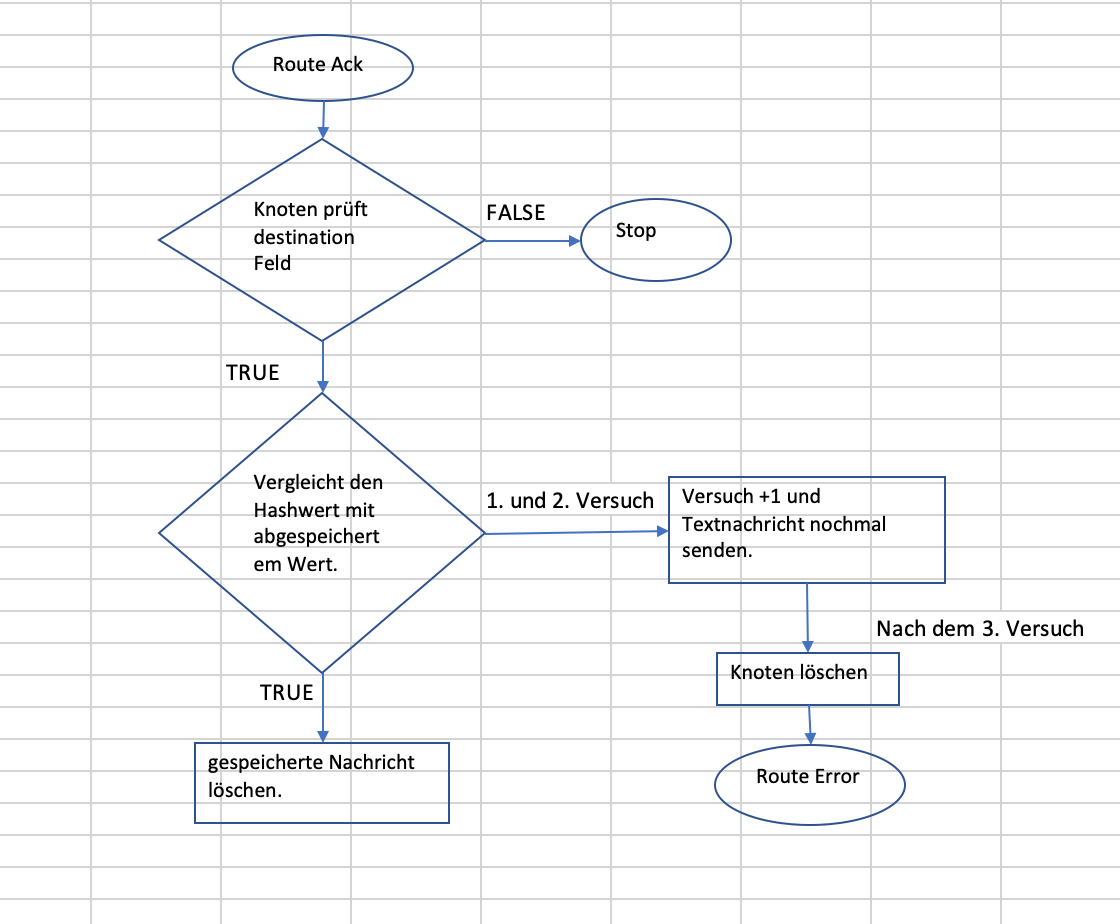 Route Ack
Knoten prüft
destination
Feld
FALSE
Stop
TRUE
Vergleicht den
Hashwert mit
abgespeichert
em Wert.
1. und 2. Versuch
Versuch +1 und
Textnachricht nochmal
senden.
Nach dem 3. Versuch
Knoten löschen
TRUE
gespeicherte Nachricht
löschen.
Route Error